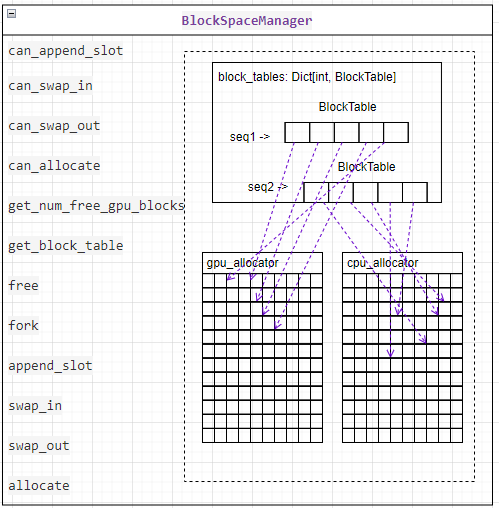 BlockSpaceManager
can_append_slot
can_swap_in
can_swap_out
can_allocate
get_num_free_gpu_blocks
get_block_table
free
fork
append_slot
swap_in
swap_out
allocate
block_tables: Dict[int, BlockTable]
BlockTable
seq1 ->
BlockTable
seq2 ->
gpu_allocator
cpu_allocator